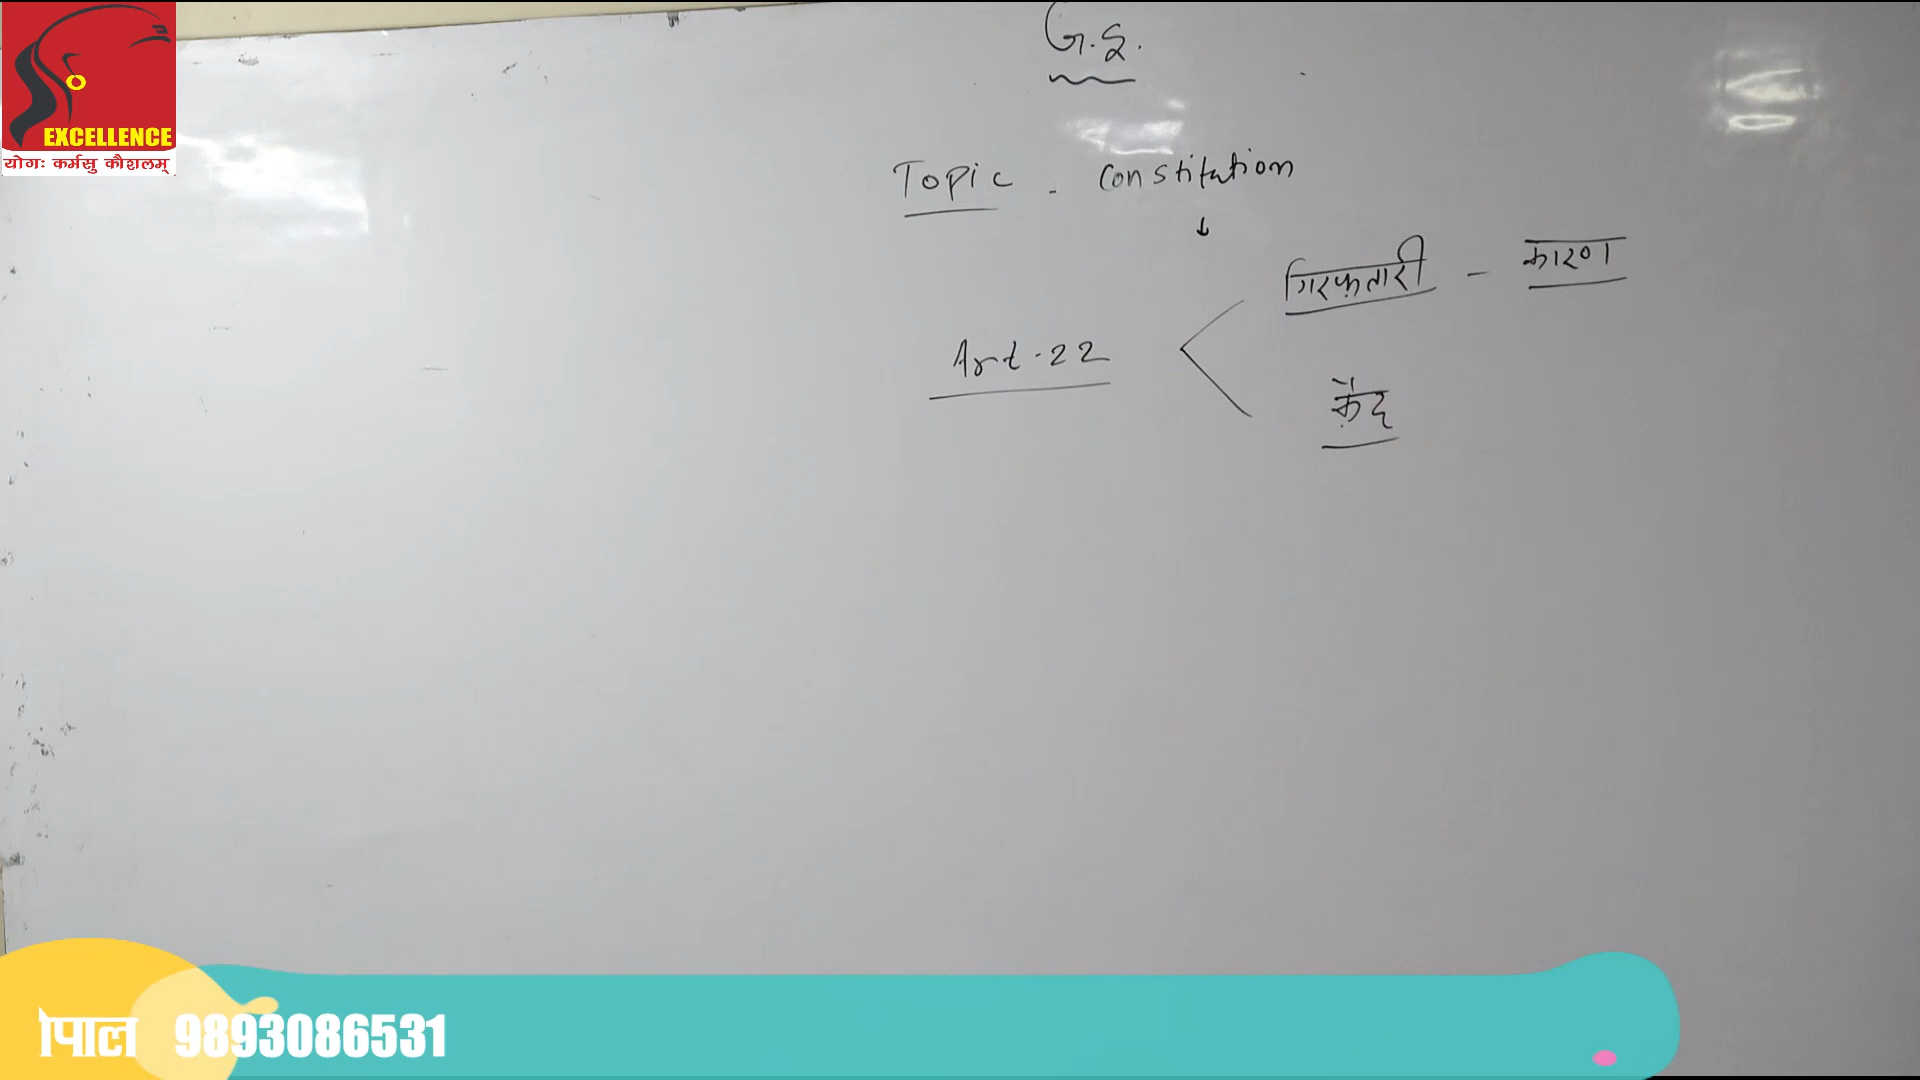 G.S.
EXCELLENCE
योगः कर्मसु कौशलम्
Topic - Constitution
↓
गिरफ़्तारी - कारण
Art-22
क़ैद
पाल 9893086531